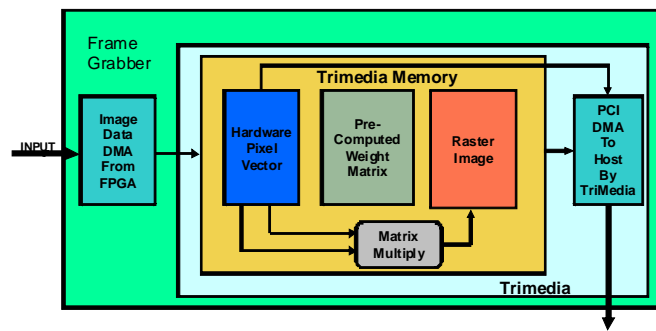 Frame
Grabber
Trimedia Memory
INPUT
Image
Data
DMA
From
FPGA
Hardware
Pixel
Vector
Pre-
Computed
Weight
Matrix
Raster
Image
PCI
DMA
To
Host
By
TriMedia
Matrix
Multiply
Trimedia